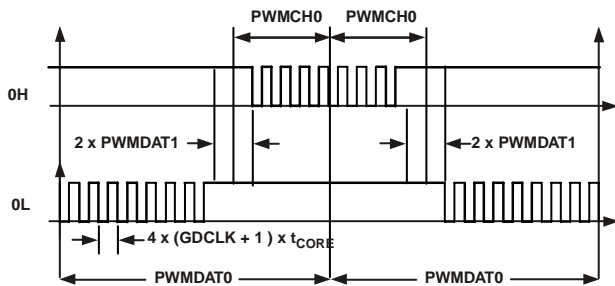 PWMCH0 PWMCH0
0H
2 x PWMDAT1 2 x PWMDAT1
0L
4 x (GDCLK + 1 ) x tCORE
PWMDAT0 PWMDAT0